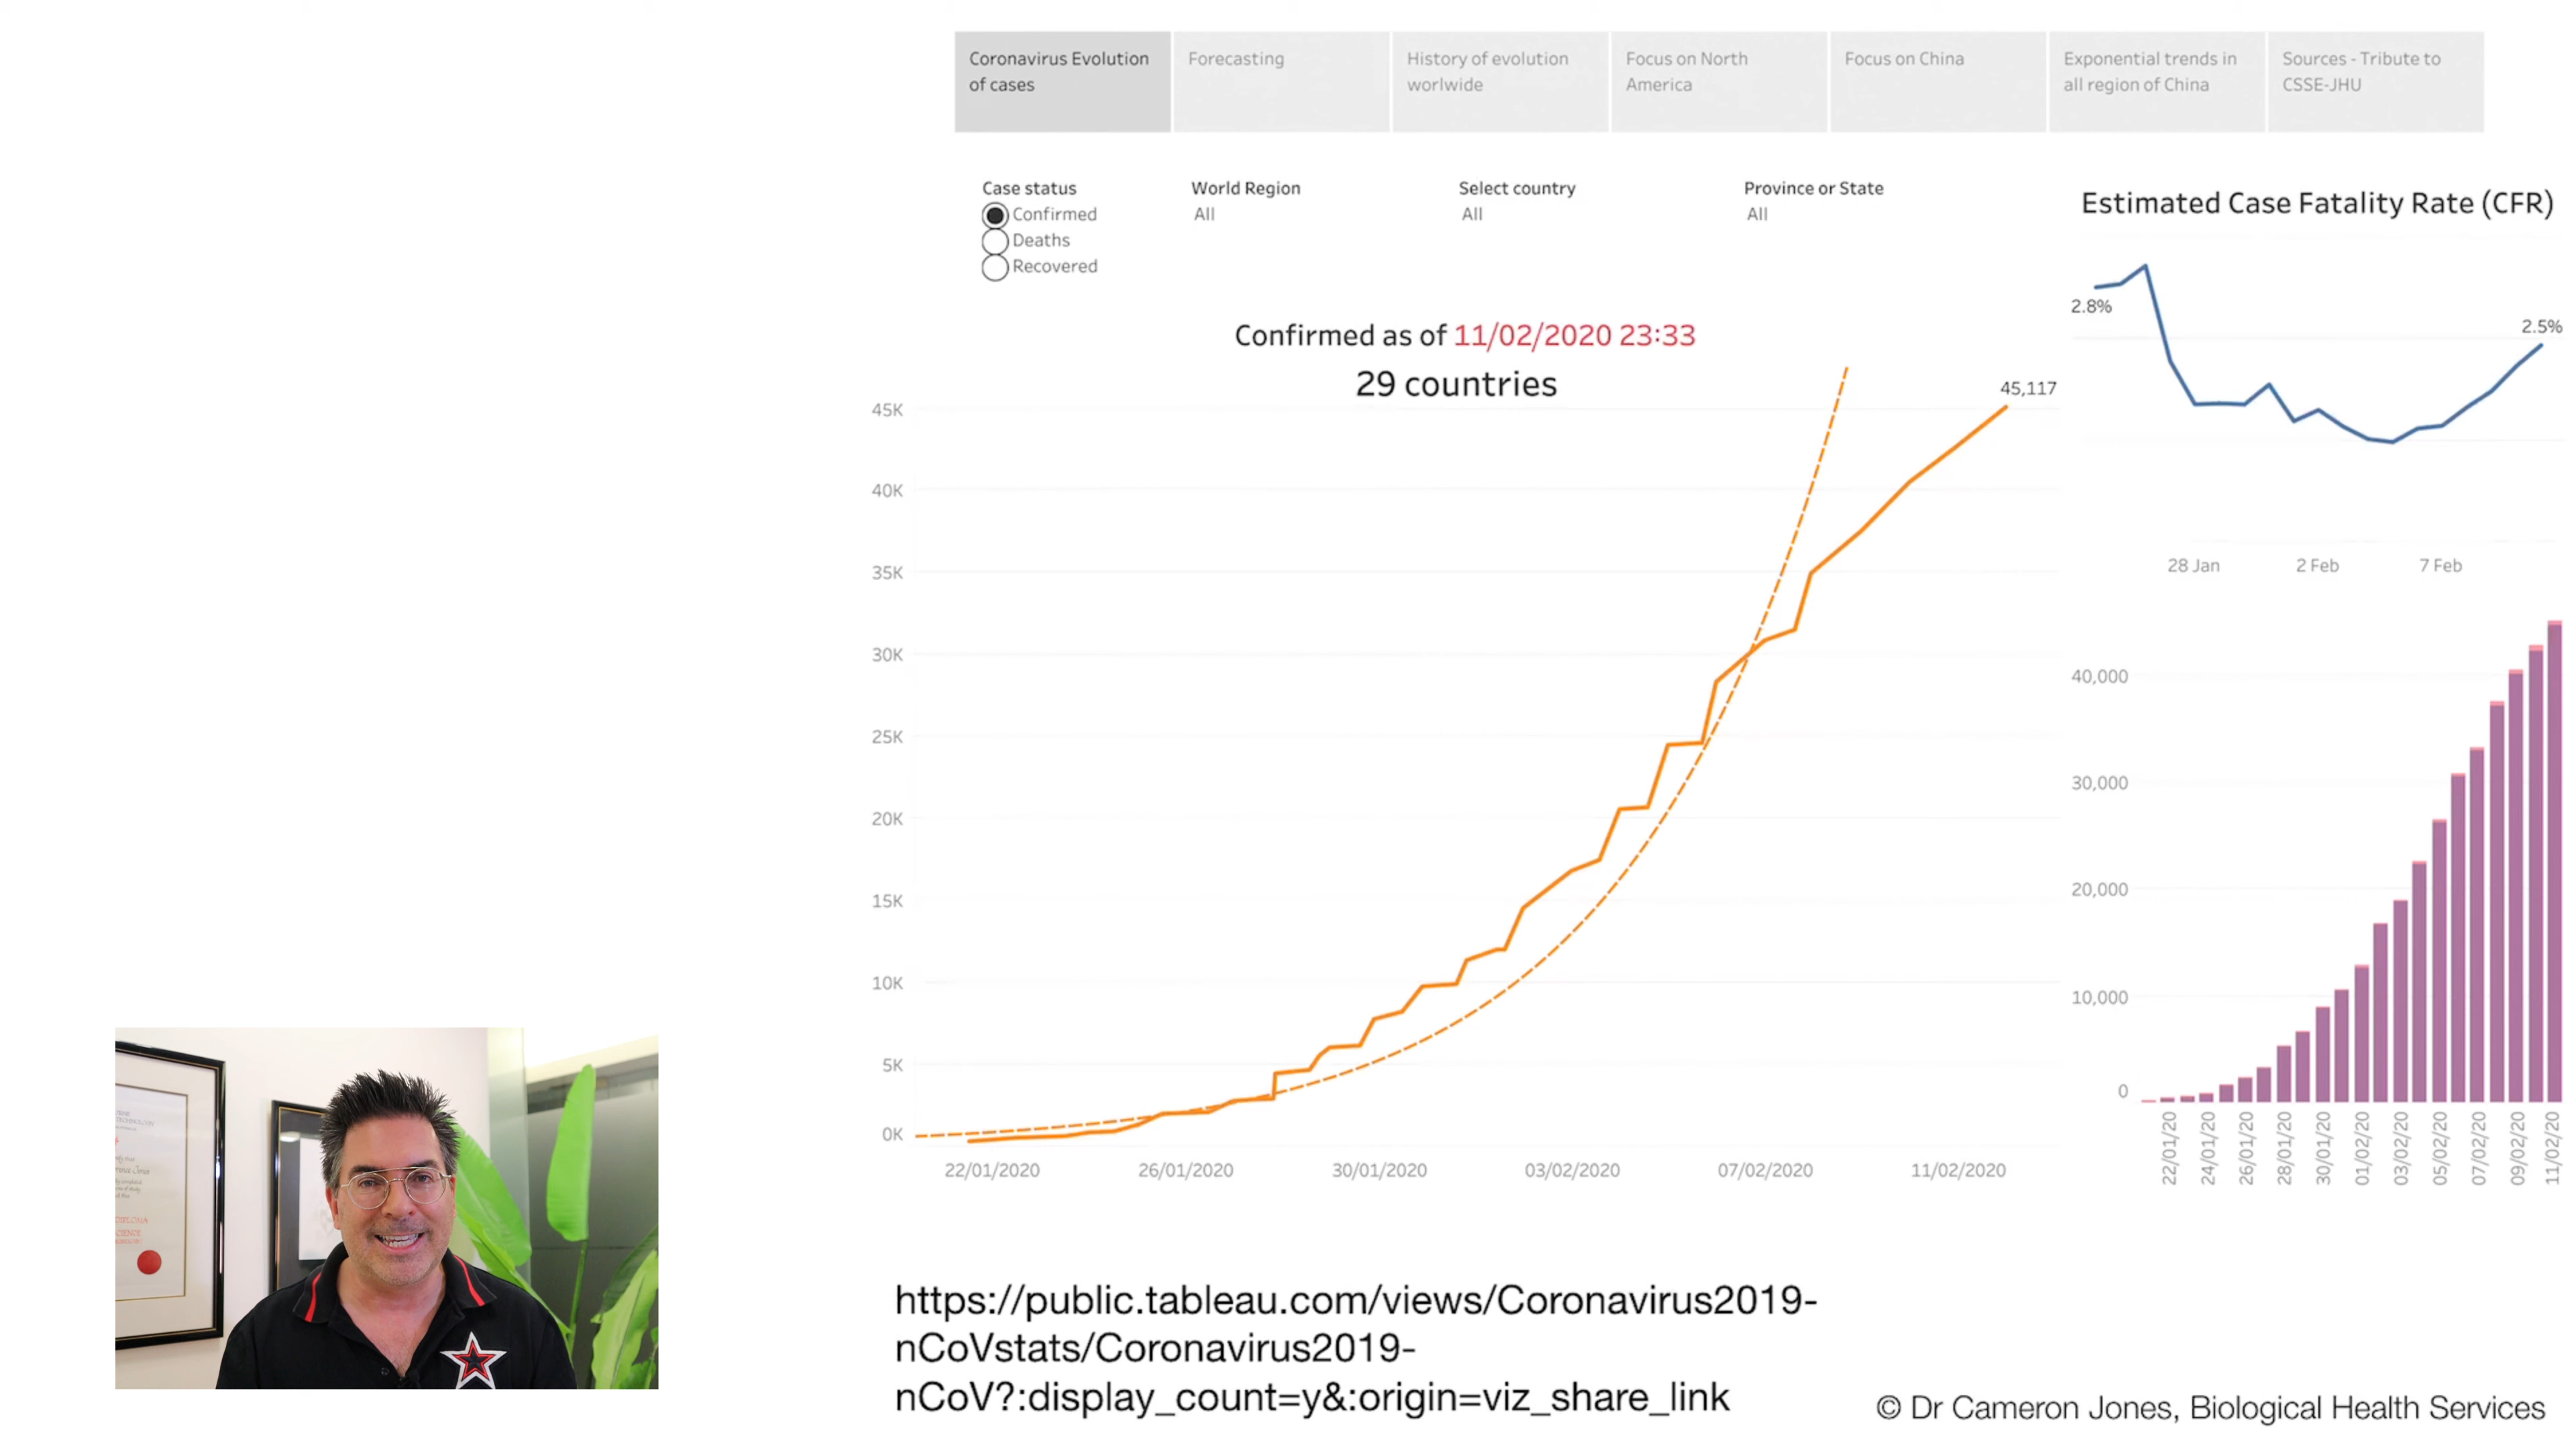 Coronavirus Evolution
of cases
Forecasting
History of evolution
worlwide
Focus on North
America
Focus on China
Exponential trends in
all region of China
Sources - Tribute to
CSSE-JHU
Case status
Confirmed
Deaths
Recovered
World Region
All
Select country
All
Province or State
All
Confirmed as of 11/02/2020 23:33
29 countries
45,117
45K
40K
35K
30K
25K
20K
15K
10K
5K
0K
22/01/2020
26/01/2020
30/01/2020
03/02/2020
07/02/2020
11/02/2020
Estimated Case Fatality Rate (CFR)
2.8%
2.5%
28 Jan
2 Feb
7 Feb
40,000
30,000
20,000
10,000
0
22/01/20
24/01/20
26/01/20
28/01/20
30/01/20
01/02/20
03/02/20
05/02/20
07/02/20
09/02/20
11/02/20
https://public.tableau.com/views/Coronavirus2019-
nCoVstats/Coronavirus2019-
nCoV?:display_count=y&:origin=viz_share_link
© Dr Cameron Jones, Biological Health Services